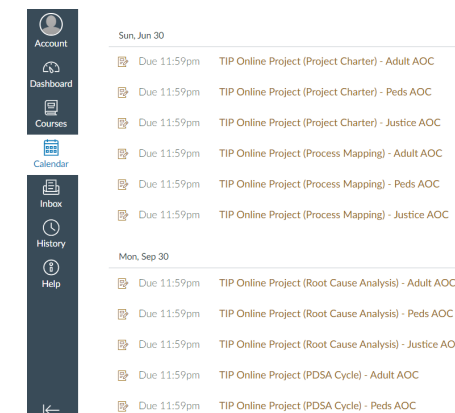 Account
Dashboard
Courses
Calendar
Inbox
History
Help
Sun, Jun 30
Due 11:59pm TIP Online Project (Project Charter) - Adult AOC
Due 11:59pm TIP Online Project (Project Charter) - Peds AOC
Due 11:59pm TIP Online Project (Project Charter) - Justice AOC
Due 11:59pm TIP Online Project (Process Mapping) - Adult AOC
Due 11:59pm TIP Online Project (Process Mapping) - Peds AOC
Due 11:59pm TIP Online Project (Process Mapping) - Justice AOC
Mon, Sep 30
Due 11:59pm TIP Online Project (Root Cause Analysis) - Adult AOC
Due 11:59pm TIP Online Project (Root Cause Analysis) - Peds AOC
Due 11:59pm TIP Online Project (Root Cause Analysis) - Justice AO
Due 11:59pm TIP Online Project (PDSA Cycle) - Adult AOC
Due 11:59pm TIP Online Project (PDSA Cycle) - Peds AOC